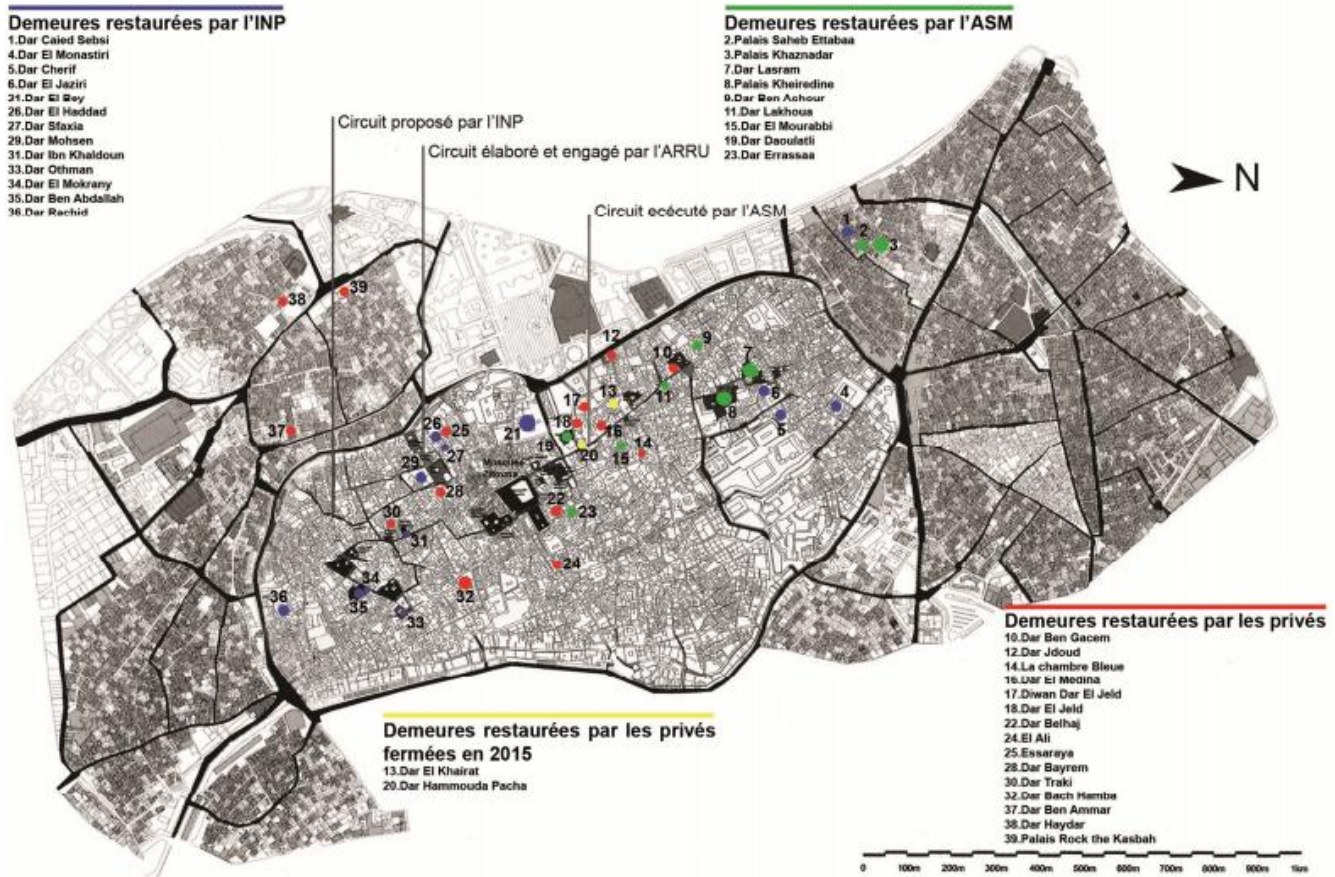 Demeures restaurées par l'INP
1.Dar Caied Sebsi
4.Dar El Monastiri
5.Dar Cherif
6.Dar El Jaziri
21.Dar El Bey
26.Dar El Haddad
27.Dar Sfaxia
29.Dar Mohsen
31.Dar Ibn Khaldoun
33.Dar Othman
34.Dar El Mokrany
35.Dar Ben Abdallah
36.Dar Rachid
Demeures restaurées par l'ASM
2.Palais Saheb Ettabaa
3.Palais Khaznadar
7.Dar Lasram
8.Palais Kheiredine
9.Dar Ben Achour
11.Dar Lakhoua
15.Dar El Mourabbi
19.Dar Daoulatli
23.Dar Errassaa
Circuit proposé par l'INP
Circuit élaboré et engagé par l'ARRU
Circuit ecécuté par l'ASM
N
1
2
3
38
39
12
9
10
7
11
13
6
4
8
5
17
37
26
25
21
18
16
19
14
27
20
15
29
28
22
23
30
31
24
34
32
36
35
33
Demeures restaurées par les privés
fermées en 2015
13.Dar El Khairat
20.Dar Hammouda Pacha
Demeures restaurées par les privés
10.Dar Ben Gacem
12.Dar Jdoud
14.La chambre Bleue
16.Dar El Medina
17.Diwan Dar El Jeld
18.Dar El Jeld
22.Dar Belhaj
24.El Ali
25.Essaraya
28.Dar Bayrem
30.Dar Traki
32.Dar Bach Hamba
37.Dar Ben Ammar
38.Dar Haydar
39.Palais Rock the Kasbah
0 100m 200m 300m 400m 500m 600m 700m 800m 900m 1km